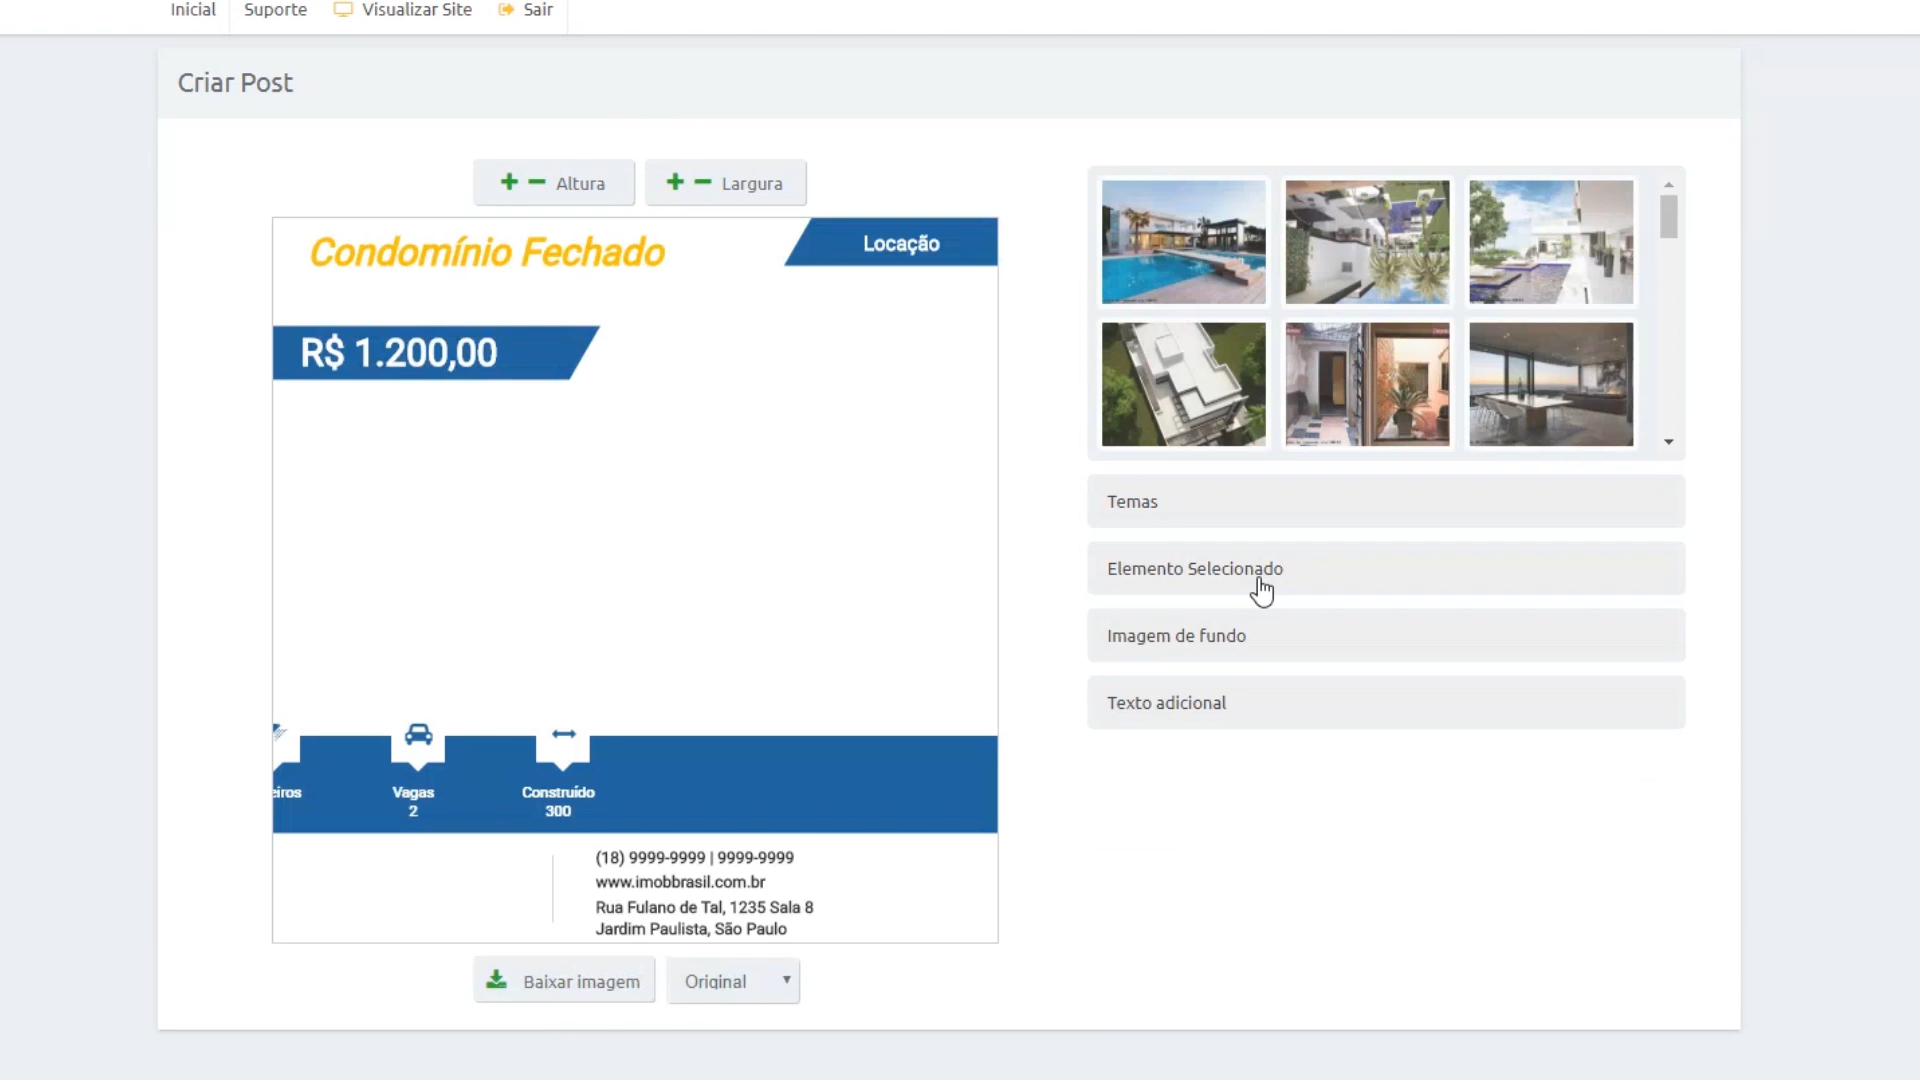 Inicial
Suporte
Visualizar Site
Sair
Criar Post
Altura
Largura
Condomínio Fechado
Locação
R$ 1.200,00
eiros
Vagas
2
Construído
300
(18) 9999-9999 | 9999-9999
www.imobbrasil.com.br
Rua Fulano de Tal, 1235 Sala 8
Jardim Paulista, São Paulo
Baixar imagem
Original
Temas
Elemento Selecionado
Imagem de fundo
Texto adicional